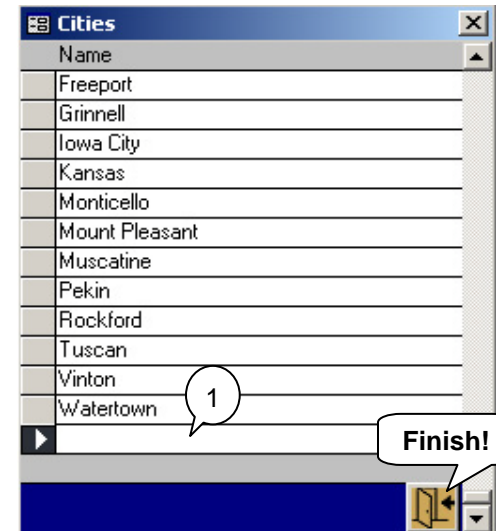 Cities
Name
Freeport
Grinnell
Iowa City
Kansas
Monticello
Mount Pleasant
Muscatine
Pekin
Rockford
Tuscan
Vinton
Watertown
1
Finish!